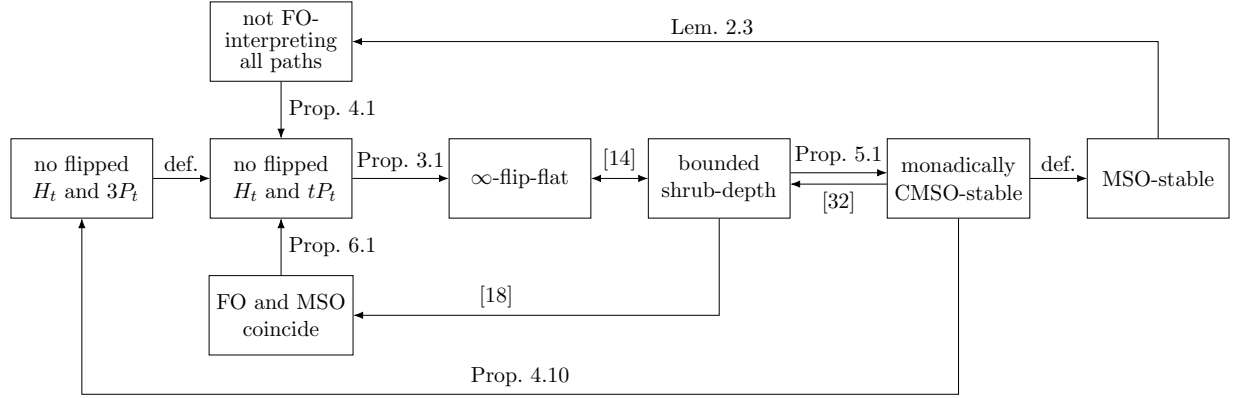 not FO-
interpreting
all paths
Lem. 2.3
Prop. 4.1
no flipped
$H_t$ and $3P_t$
def.
no flipped
$H_t$ and $tP_t$
Prop. 3.1
∞-flip-flat
[14]
bounded
shrub-depth
Prop. 5.1
[32]
monadically
CMSO-stable
def.
MSO-stable
Prop. 6.1
FO and MSO
coincide
[18]
Prop. 4.10